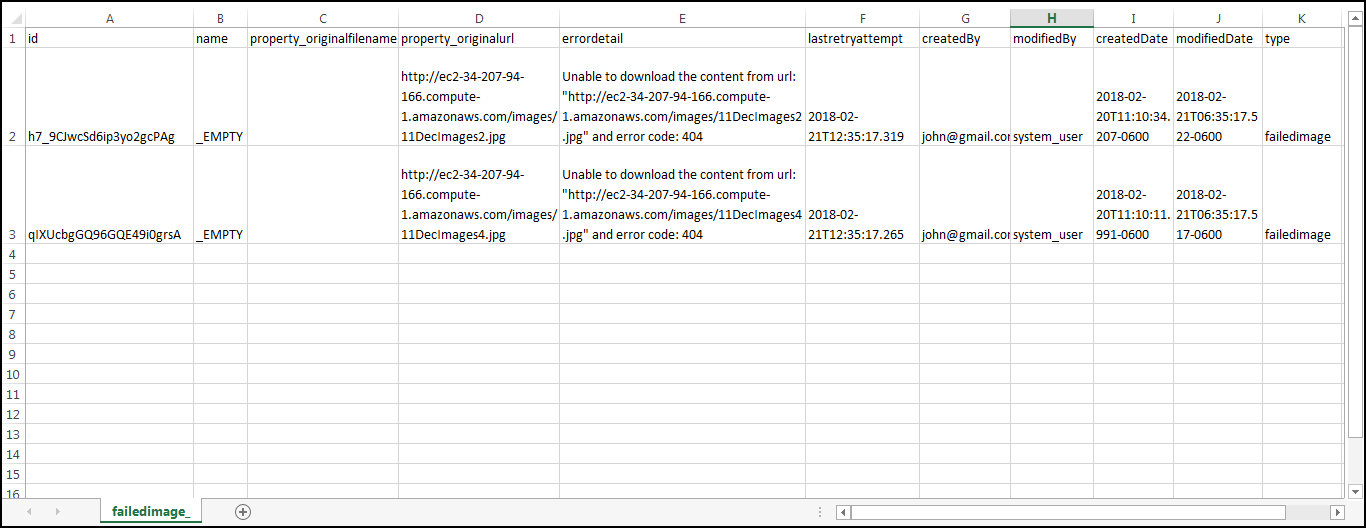 A B C D E F G H I J K
1 id name property_originalfilename property_originalurl errordetail lastretryattempt createdBy modifiedBy createdDate modifiedDate type
http://ec2-34-207-94- Unable to download the content from url:
166.compute- "http://ec2-34-207-94-166.compute- 2018-02- 2018-02-
1.amazonaws.com/images/ 1.amazonaws.com/images/11DecImages2 2018-02- 20T11:10:34. 21T06:35:17.5
2 h7_9CJwcSd6ip3yo2gcPAg _EMPTY 11DecImages2.jpg .jpg" and error code: 404 21T12:35:17.319 john@gmail.com system_user 207-0600 22-0600 failedimage
http://ec2-34-207-94- Unable to download the content from url:
166.compute- "http://ec2-34-207-94-166.compute- 2018-02- 2018-02-
1.amazonaws.com/images/ 1.amazonaws.com/images/11DecImages4 2018-02- 20T11:10:11. 21T06:35:17.5
3 qIXUcbgGQ96GQE49i0grsA _EMPTY 11DecImages4.jpg .jpg" and error code: 404 21T12:35:17.265 john@gmail.com system_user 991-0600 17-0600 failedimage
4
5
6
7
8
9
10
11
12
13
14
15
16
failedimage_